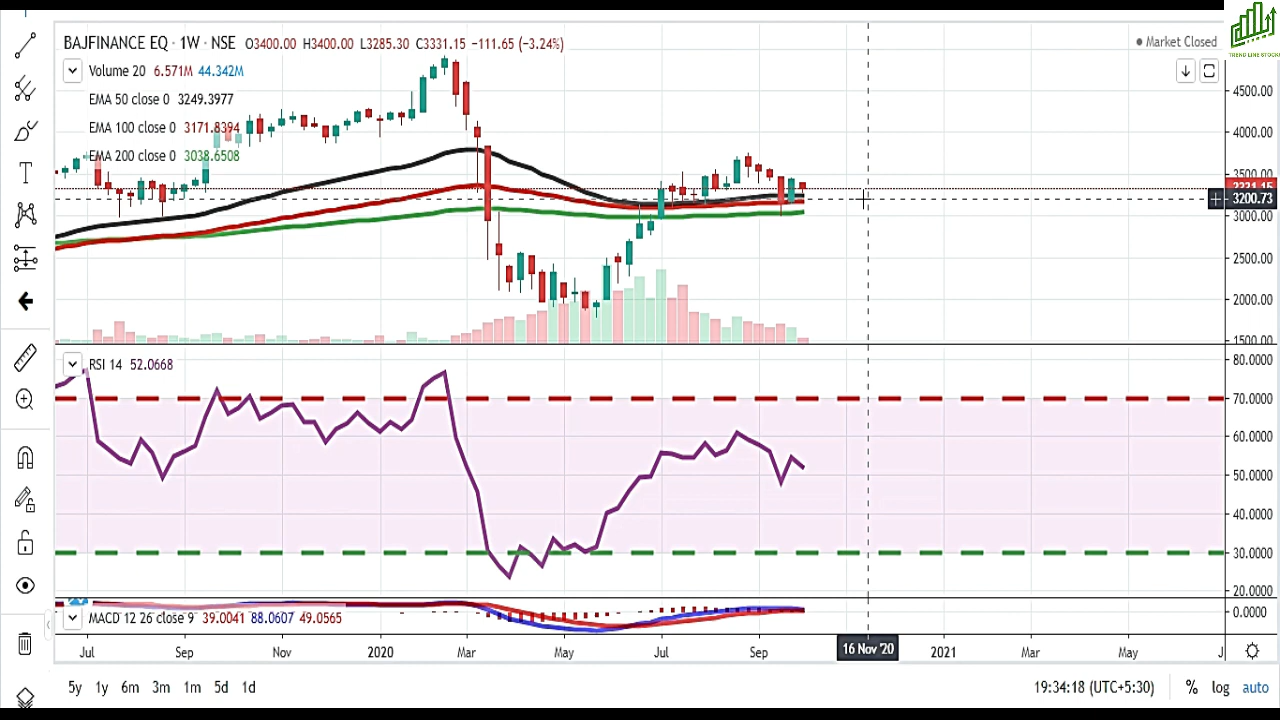 BAJFINANCE EQ · 1W · NSE O3400.00 H3400.00 L3285.30 C3331.15 −111.65 (−3.24%)
Market Closed
TREND LINE STOCK
Volume 20 6.571M 44.342M
EMA 50 close 0 3249.3977
EMA 100 close 0 3171.8394
EMA 200 close 0 3038.6508
4500.00
4000.00
3500.00
3331.15
3200.73
3000.00
2500.00
2000.00
1500.00
RSI 14 52.0668
80.0000
70.0000
60.0000
50.0000
40.0000
30.0000
20.0000
MACD 12 26 close 9 39.0041 88.0607 49.0565
0.0000
Jul Sep Nov 2020 Mar May Jul Sep 16 Nov '20 2021 Mar May J
5y 1y 6m 3m 1m 5d 1d 19:34:18 (UTC+5:30) % log auto